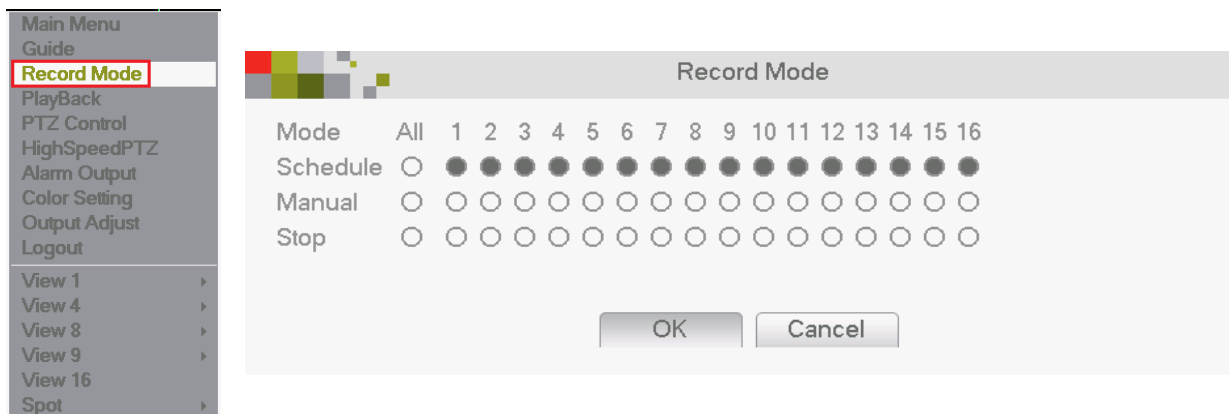 Main Menu
Guide
Record Mode
PlayBack
PTZ Control
HighSpeedPTZ
Alarm Output
Color Setting
Output Adjust
Logout
View 1
View 4
View 8
View 9
View 16
Spot
Record Mode
Mode All 1 2 3 4 5 6 7 8 9 10 11 12 13 14 15 16
Schedule
Manual
Stop
OK Cancel